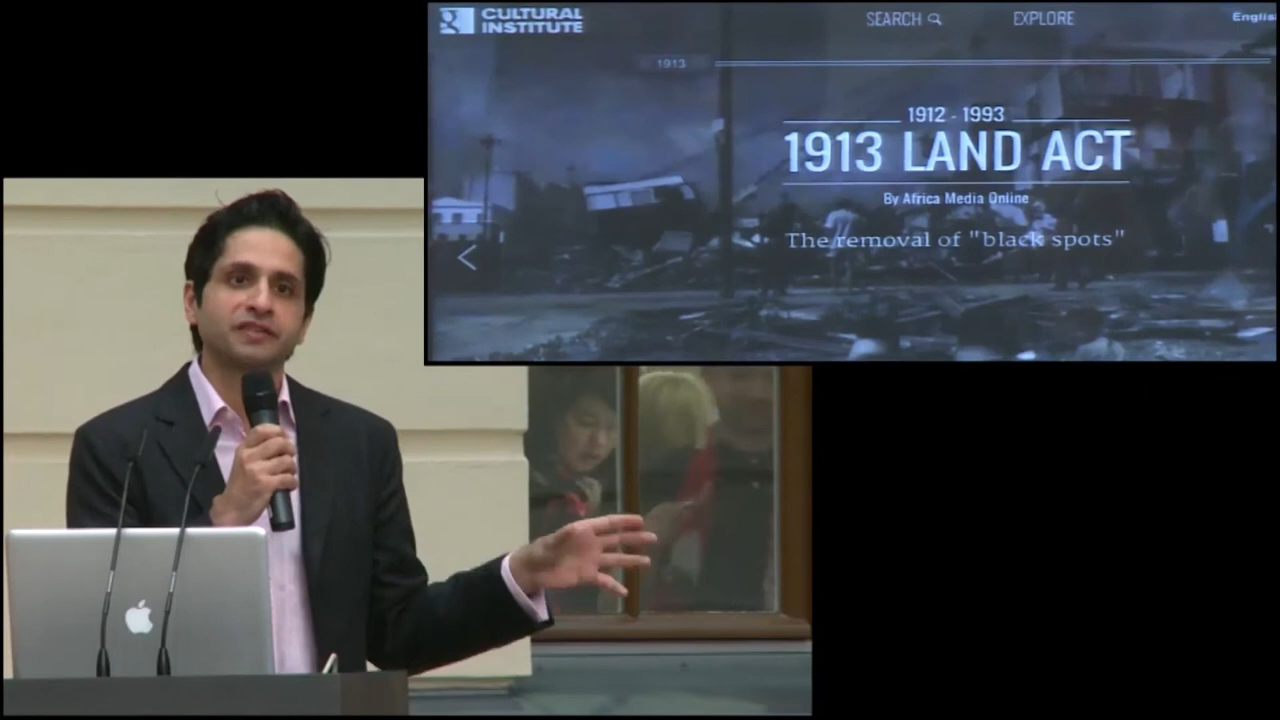 CULTURAL
INSTITUTE
SEARCH
EXPLORE
Englis
1913
1912 - 1993
1913 LAND ACT
By Africa Media Online
The removal of "black spots"